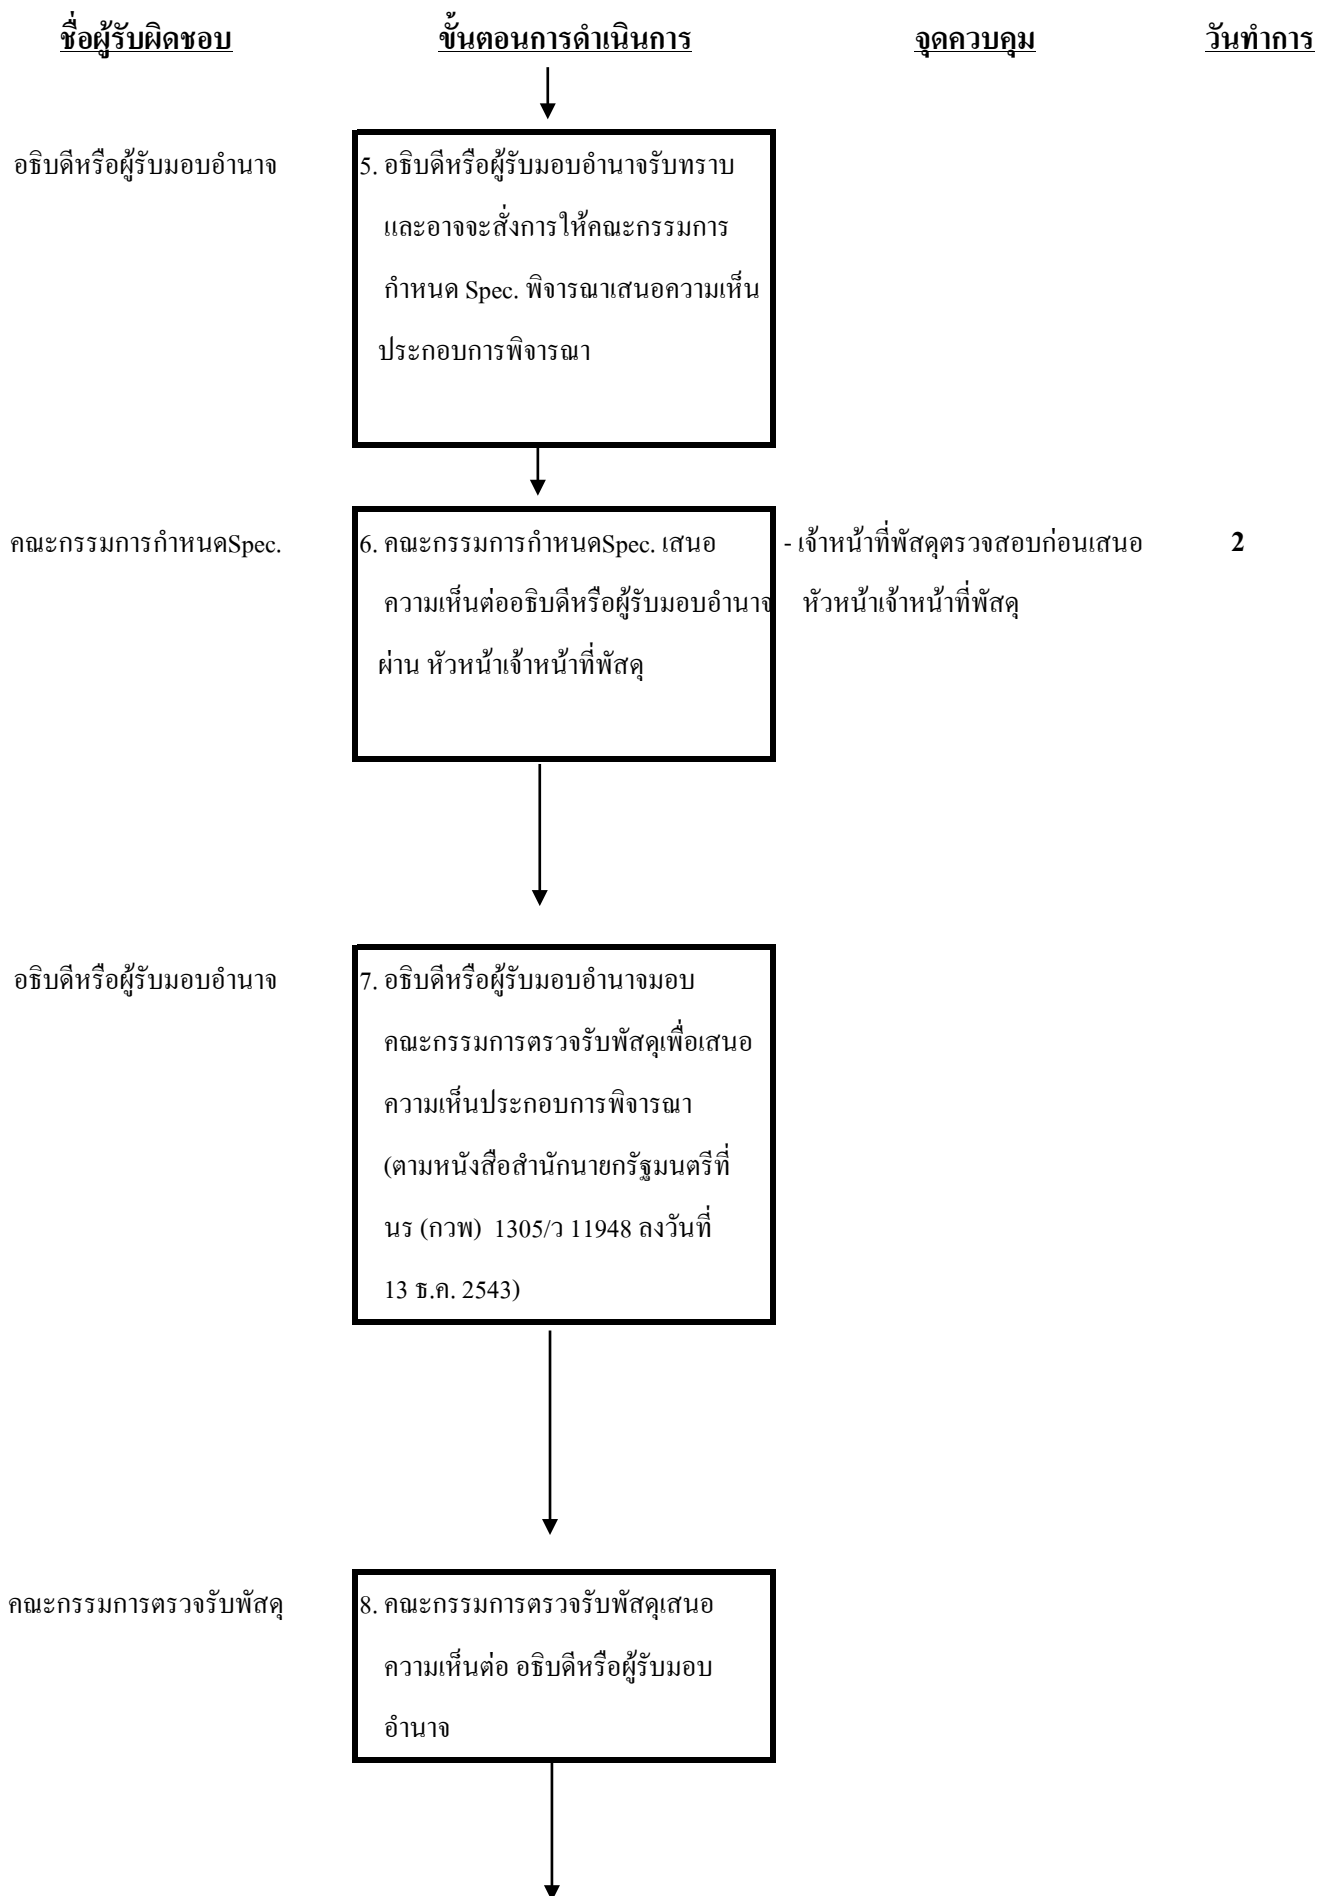 ชื่อผู้รับผิดชอบ ขั้นตอนการดำเนินการ จุดควบคุม วันทำการ
อธิบดีหรือผู้รับมอบอำนาจ 5. อธิบดีหรือผู้รับมอบอำนาจรับทราบ
และอาจจะสั่งการให้คณะกรรมการ
กำหนด Spec. พิจารณาเสนอความเห็น
ประกอบการพิจารณา
คณะกรรมการกำหนดSpec. 6. คณะกรรมการกำหนดSpec. เสนอ - เจ้าหน้าที่พัสดุตรวจสอบก่อนเสนอ 2
ความเห็นต่ออธิบดีหรือผู้รับมอบอำนาจ หัวหน้าเจ้าหน้าที่พัสดุ
ผ่าน หัวหน้าเจ้าหน้าที่พัสดุ
อธิบดีหรือผู้รับมอบอำนาจ 7. อธิบดีหรือผู้รับมอบอำนาจมอบ
คณะกรรมการตรวจรับพัสดุเพื่อเสนอ
ความเห็นประกอบการพิจารณา
(ตามหนังสือสำนักนายกรัฐมนตรีที่
นร (กวพ) 1305/ว 11948 ลงวันที่
13 ธ.ค. 2543)
คณะกรรมการตรวจรับพัสดุ 8. คณะกรรมการตรวจรับพัสดุเสนอ
ความเห็นต่อ อธิบดีหรือผู้รับมอบ
อำนาจ